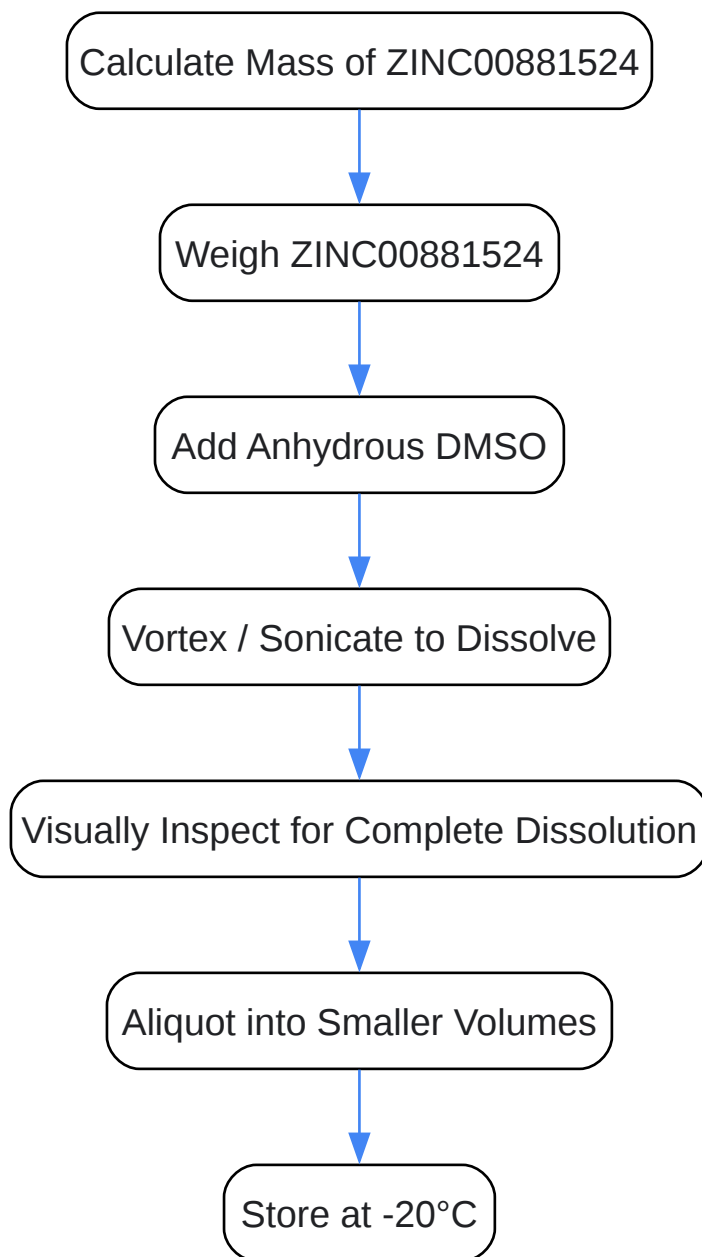 Calculate Mass of ZINC00881524
Weigh ZINC00881524
Add Anhydrous DMSO
Vortex / Sonicate to Dissolve
Visually Inspect for Complete Dissolution
Aliquot into Smaller Volumes
Store at -20°C